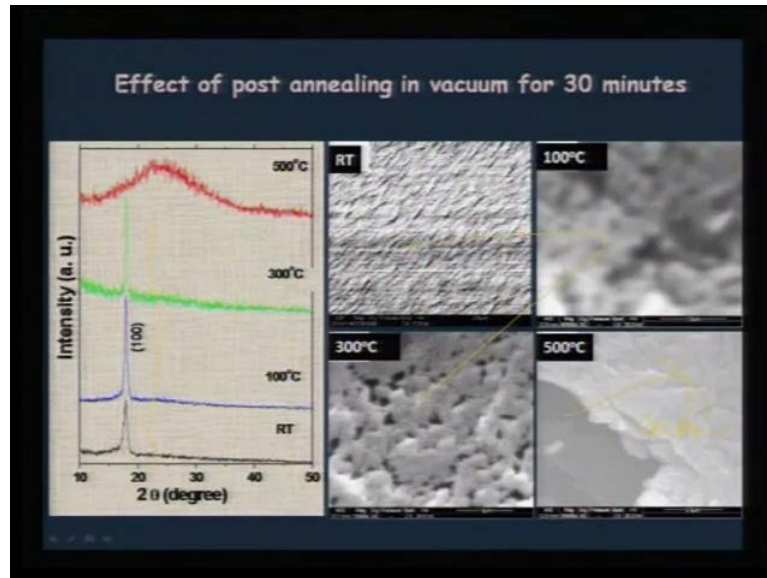 Effect of post annealing in vacuum for 30 minutes
500°C
300°C
(100)
100°C
RT
Intensity (a. u.)
10 20 30 40 50
2 θ (degree)
RT
100°C
300°C
500°C